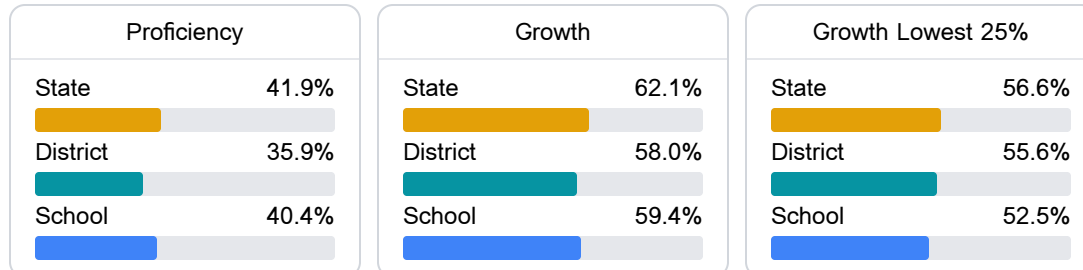 Proficiency
State 41.9%
District 35.9%
School 40.4%
Growth
State 62.1%
District 58.0%
School 59.4%
Growth Lowest 25%
State 56.6%
District 55.6%
School 52.5%